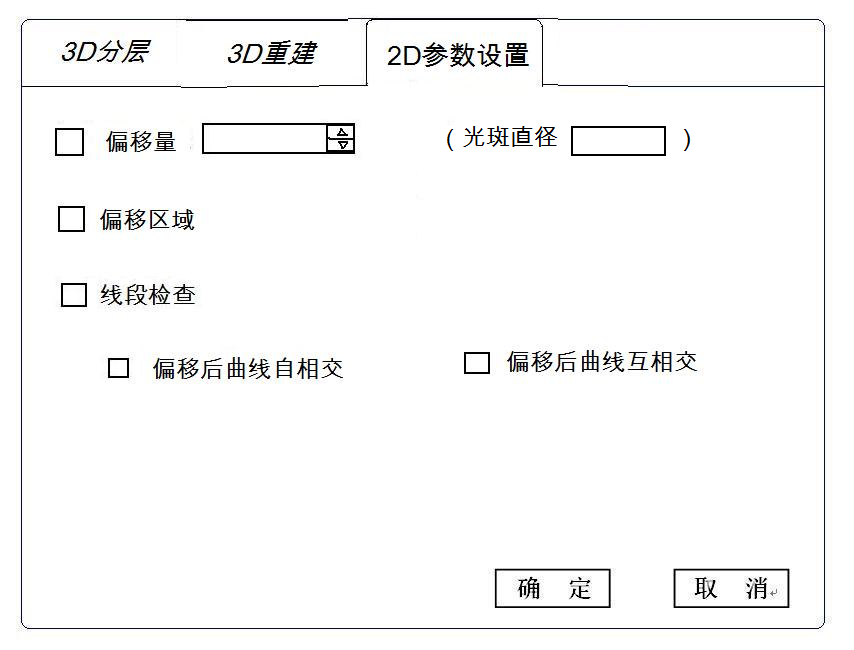 3D分层 3D重建 2D参数设置
偏移量 (光斑直径 )
偏移区域
线段检查
偏移后曲线自相交 偏移后曲线互相交
确 定 取 消